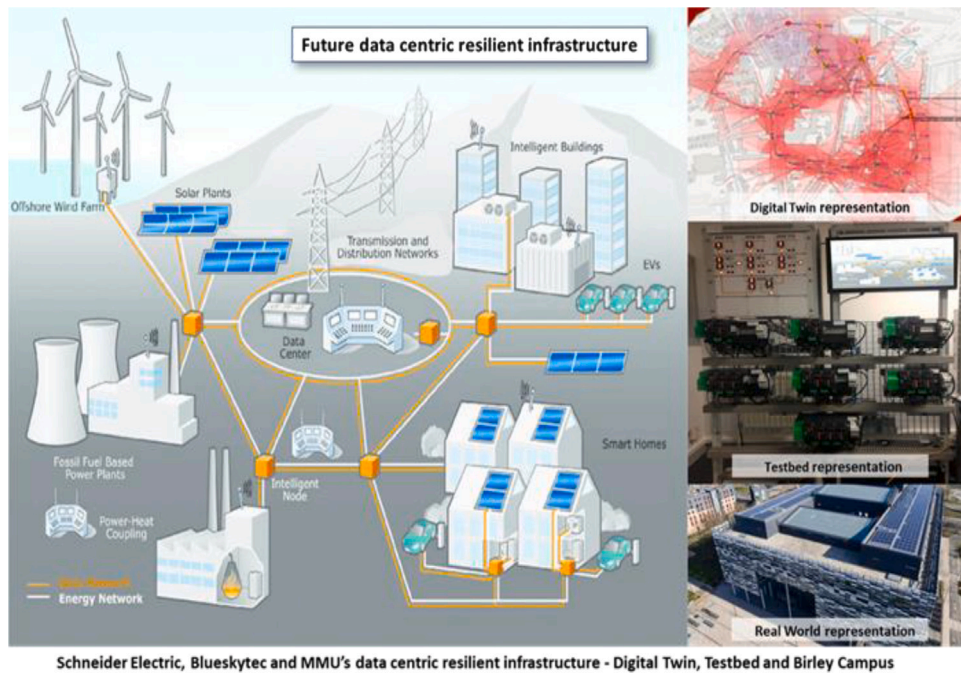 Future data centric resilient infrastructure
Offshore Wind Farm
Solar Plants
Transmission and
Distribution Networks
Intelligent Buildings
EVs
Data
Center
Fossil Fuel Based
Power Plants
Power-Heat
Coupling
Intelligent
Node
Smart Homes
Data Network
Energy Network
Digital Twin representation
Testbed representation
Real World representation
Schneider Electric, Blueskytec and MMU's data centric resilient infrastructure - Digital Twin, Testbed and Birley Campus